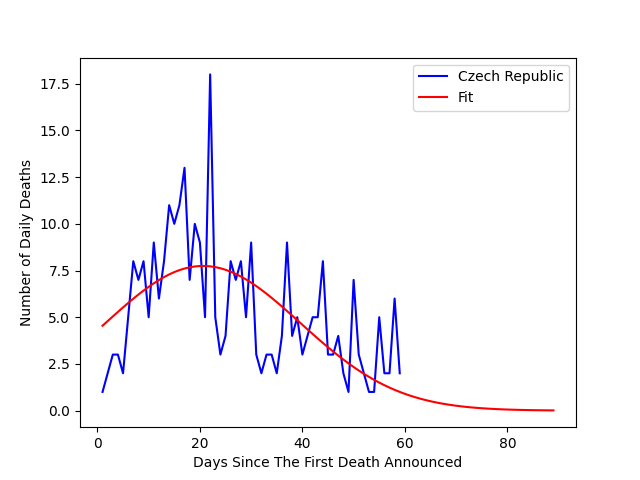 Czech Republic
Fit
17.5
15.0
12.5
10.0
7.5
5.0
2.5
0.0
Number of Daily Deaths
0 20 40 60 80
Days Since The First Death Announced